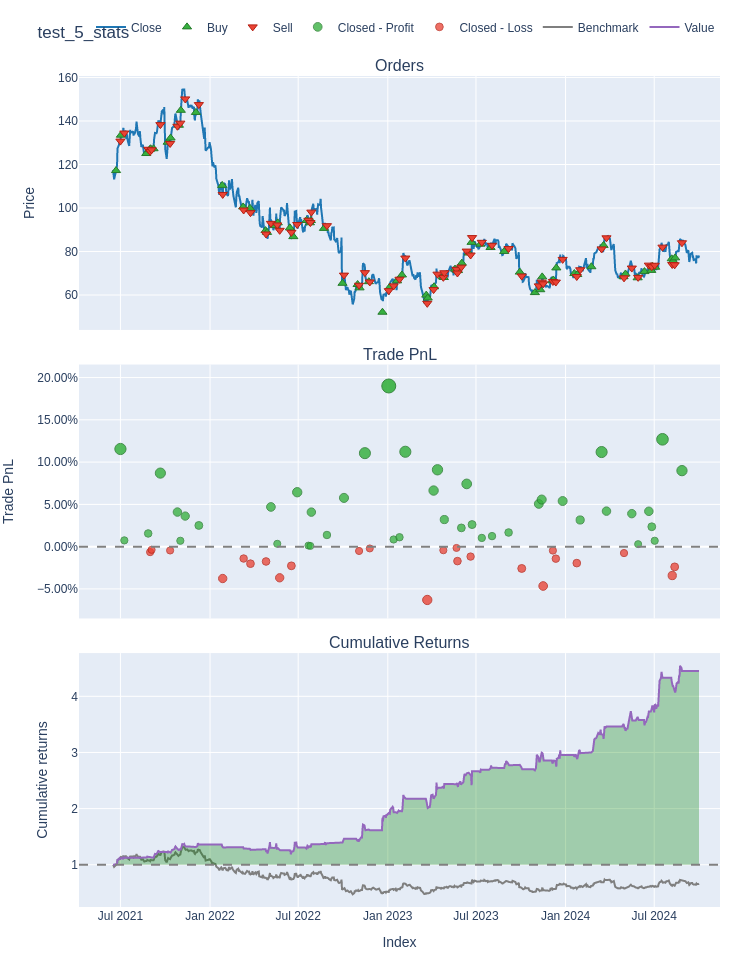 test_5_stats
Close Buy Sell Closed - Profit Closed - Loss Benchmark Value
Orders
160
140
120
100
80
60
Price
Trade PnL
20.00%
15.00%
10.00%
5.00%
0.00%
−5.00%
Trade PnL
Cumulative Returns
4
3
2
1
Cumulative returns
Jul 2021 Jan 2022 Jul 2022 Jan 2023 Jul 2023 Jan 2024 Jul 2024
Index